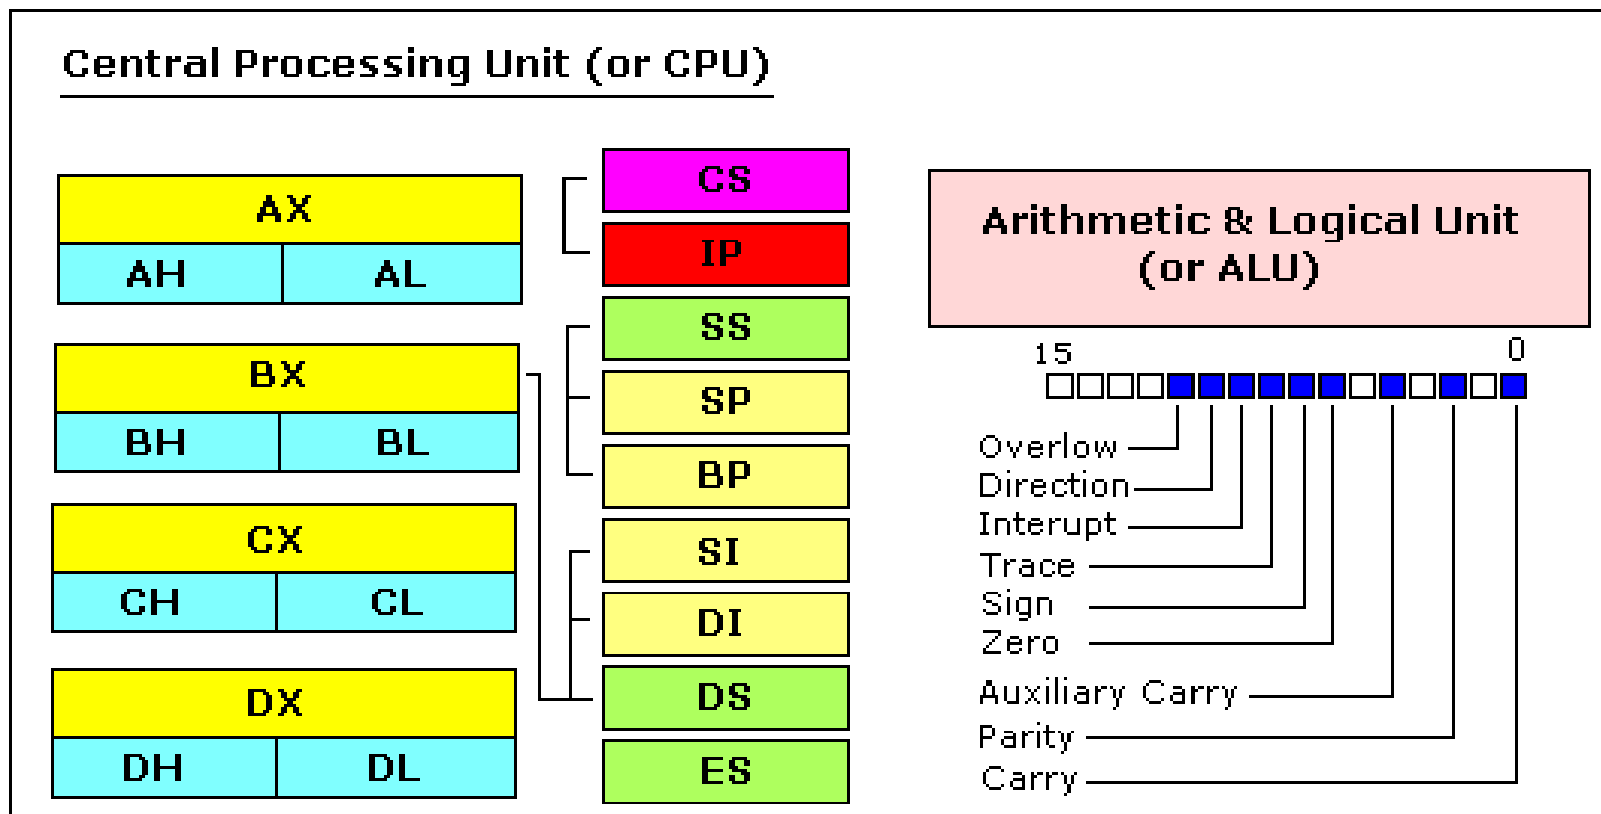 Central Processing Unit (or CPU)
AX
AH AL
BX
BH BL
CX
CH CL
DX
DH DL
CS
IP
SS
SP
BP
SI
DI
DS
ES
Arithmetic & Logical Unit
(or ALU)
15 0
Overlow
Direction
Interupt
Trace
Sign
Zero
Auxiliary Carry
Parity
Carry